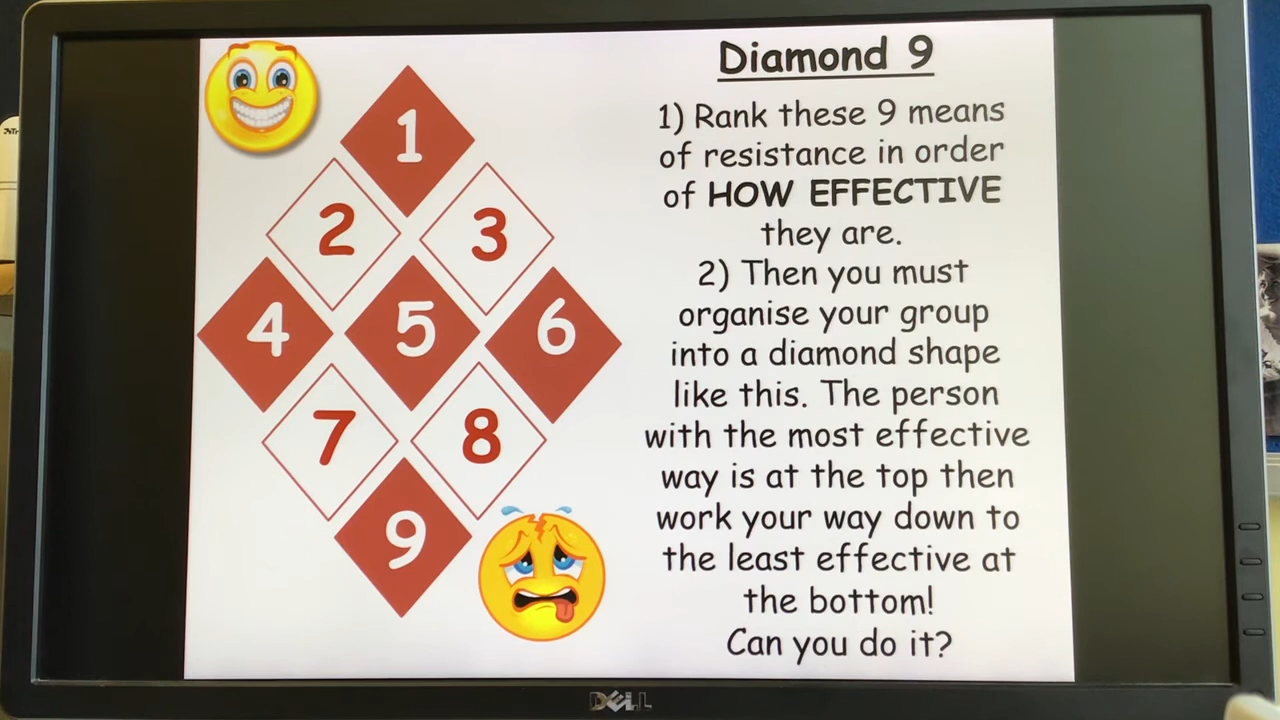 Diamond 9
1) Rank these 9 means
of resistance in order
of HOW EFFECTIVE
they are.
2) Then you must
organise your group
into a diamond shape
like this. The person
with the most effective
way is at the top then
work your way down to
the least effective at
the bottom!
Can you do it?
1
2 3
4 5 6
7 8
9
DELL